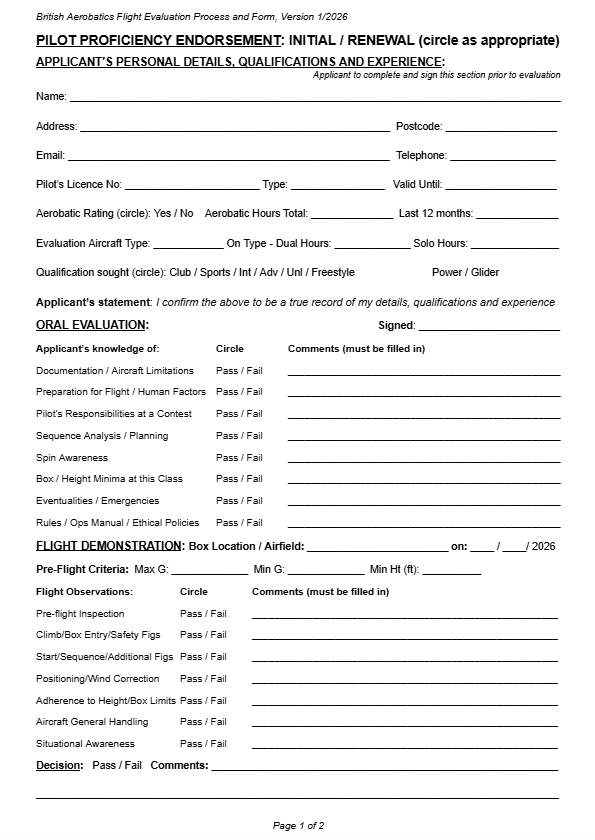 British Aerobatics Flight Evaluation Process and Form, Version 1/2026
PILOT PROFICIENCY ENDORSEMENT: INITIAL / RENEWAL (circle as appropriate)
APPLICANT'S PERSONAL DETAILS, QUALIFICATIONS AND EXPERIENCE:
Applicant to complete and sign this section prior to evaluation
Name:
Address: Postcode:
Email: Telephone:
Pilot's Licence No: Type: Valid Until:
Aerobatic Rating (circle): Yes / No Aerobatic Hours Total: Last 12 months:
Evaluation Aircraft Type: On Type - Dual Hours: Solo Hours:
Qualification sought (circle): Club / Sports / Int / Adv / Unl / Freestyle Power / Glider
Applicant's statement: I confirm the above to be a true record of my details, qualifications and experience
ORAL EVALUATION: Signed:
Applicant's knowledge of: Circle Comments (must be filled in)
Documentation / Aircraft Limitations Pass / Fail
Preparation for Flight / Human Factors Pass / Fail
Pilot's Responsibilities at a Contest Pass / Fail
Sequence Analysis / Planning Pass / Fail
Spin Awareness Pass / Fail
Box / Height Minima at this Class Pass / Fail
Eventualities / Emergencies Pass / Fail
Rules / Ops Manual / Ethical Policies Pass / Fail
FLIGHT DEMONSTRATION: Box Location / Airfield: on: / / 2026
Pre-Flight Criteria: Max G: Min G: Min Ht (ft):
Flight Observations: Circle Comments (must be filled in)
Pre-flight Inspection Pass / Fail
Climb/Box Entry/Safety Figs Pass / Fail
Start/Sequence/Additional Figs Pass / Fail
Positioning/Wind Correction Pass / Fail
Adherence to Height/Box Limits Pass / Fail
Aircraft General Handling Pass / Fail
Situational Awareness Pass / Fail
Decision: Pass / Fail Comments:
Page 1 of 2